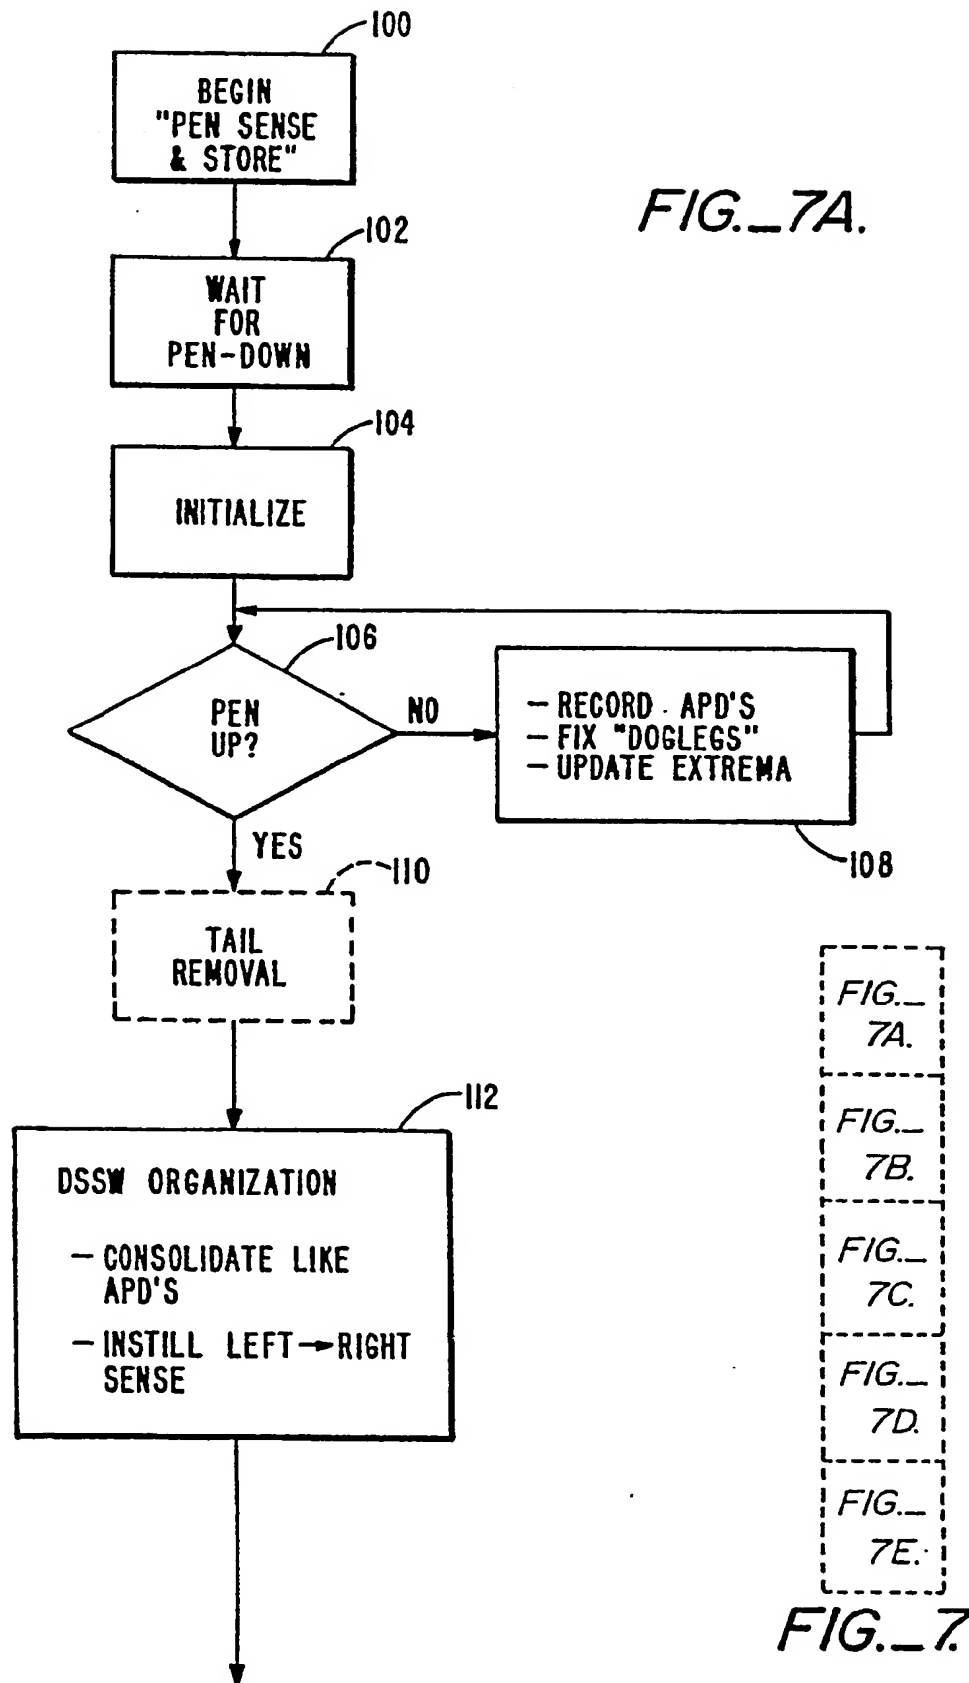 100
BEGIN
"PEN SENSE
& STORE"
FIG._7A.
102
WAIT
FOR
PEN-DOWN
104
INITIALIZE
106
PEN
UP?
NO
- RECORD APD'S
- FIX "DOGLEGS"
- UPDATE EXTREMA
108
YES
110
TAIL
REMOVAL
112
DSSW ORGANIZATION
- CONSOLIDATE LIKE
APD'S
- INSTILL LEFT→RIGHT
SENSE
FIG._
7A.
FIG._
7B.
FIG._
7C.
FIG._
7D.
FIG._
7E.
FIG._7.